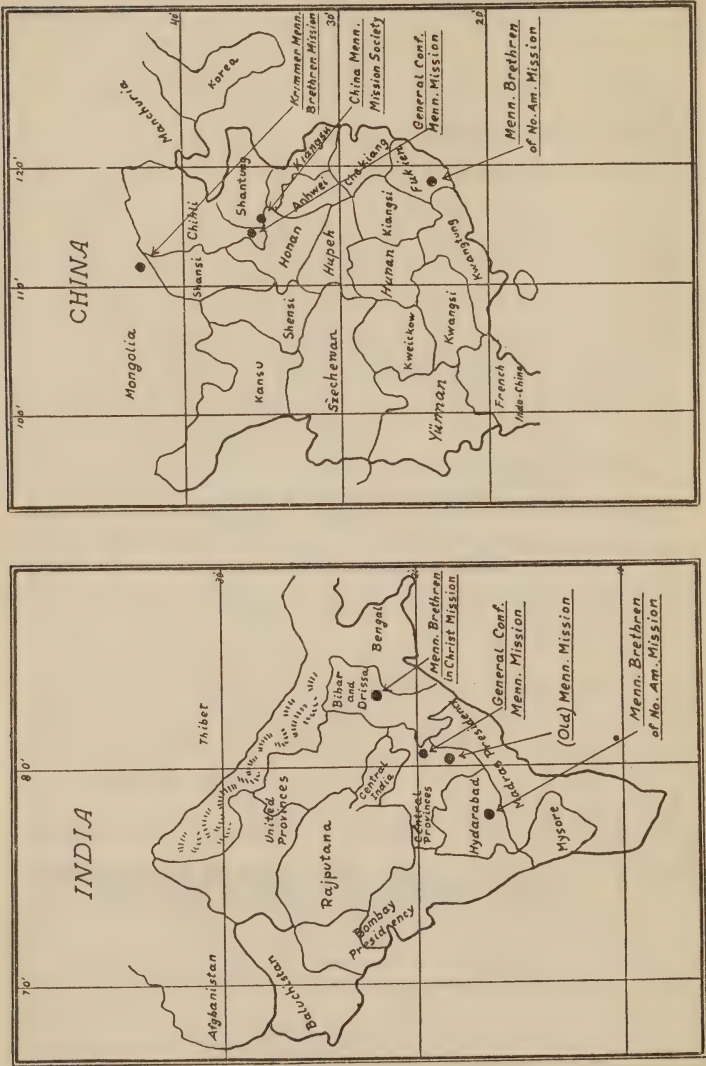 INDIA
70'
80'
30'
Afghanistan
Thibet
Baluchistan
United
Provinces
Rajputana
Central
India
Bihar
and
Drissa
Bengal
Bombay
Presidency
Central
Provinces
Hydarabad
Madras Presidency
Mysore
Menn. Brethren
in Christ Mission
General Conf.
Menn. Mission
(Old) Menn. Mission
Menn. Brethren
of No. Am. Mission
CHINA
100'
110'
120'
40'
30'
20'
Mongolia
Manchuria
Korea
Chihli
Shansi
Shantung
Kansu
Shensi
Honan
Kiangsu
Anhwei
Szechewan
Hupeh
Chekiang
Hunan
Kiangsi
Fukien
Kweickow
Yünnan
Kwangsi
Kwangtung
French
Indo-China
Krimmer Menn.
Brethren Mission
China Menn.
Mission Society
General Conf.
Menn. Mission
Menn. Brethren
of No. Am. Mission